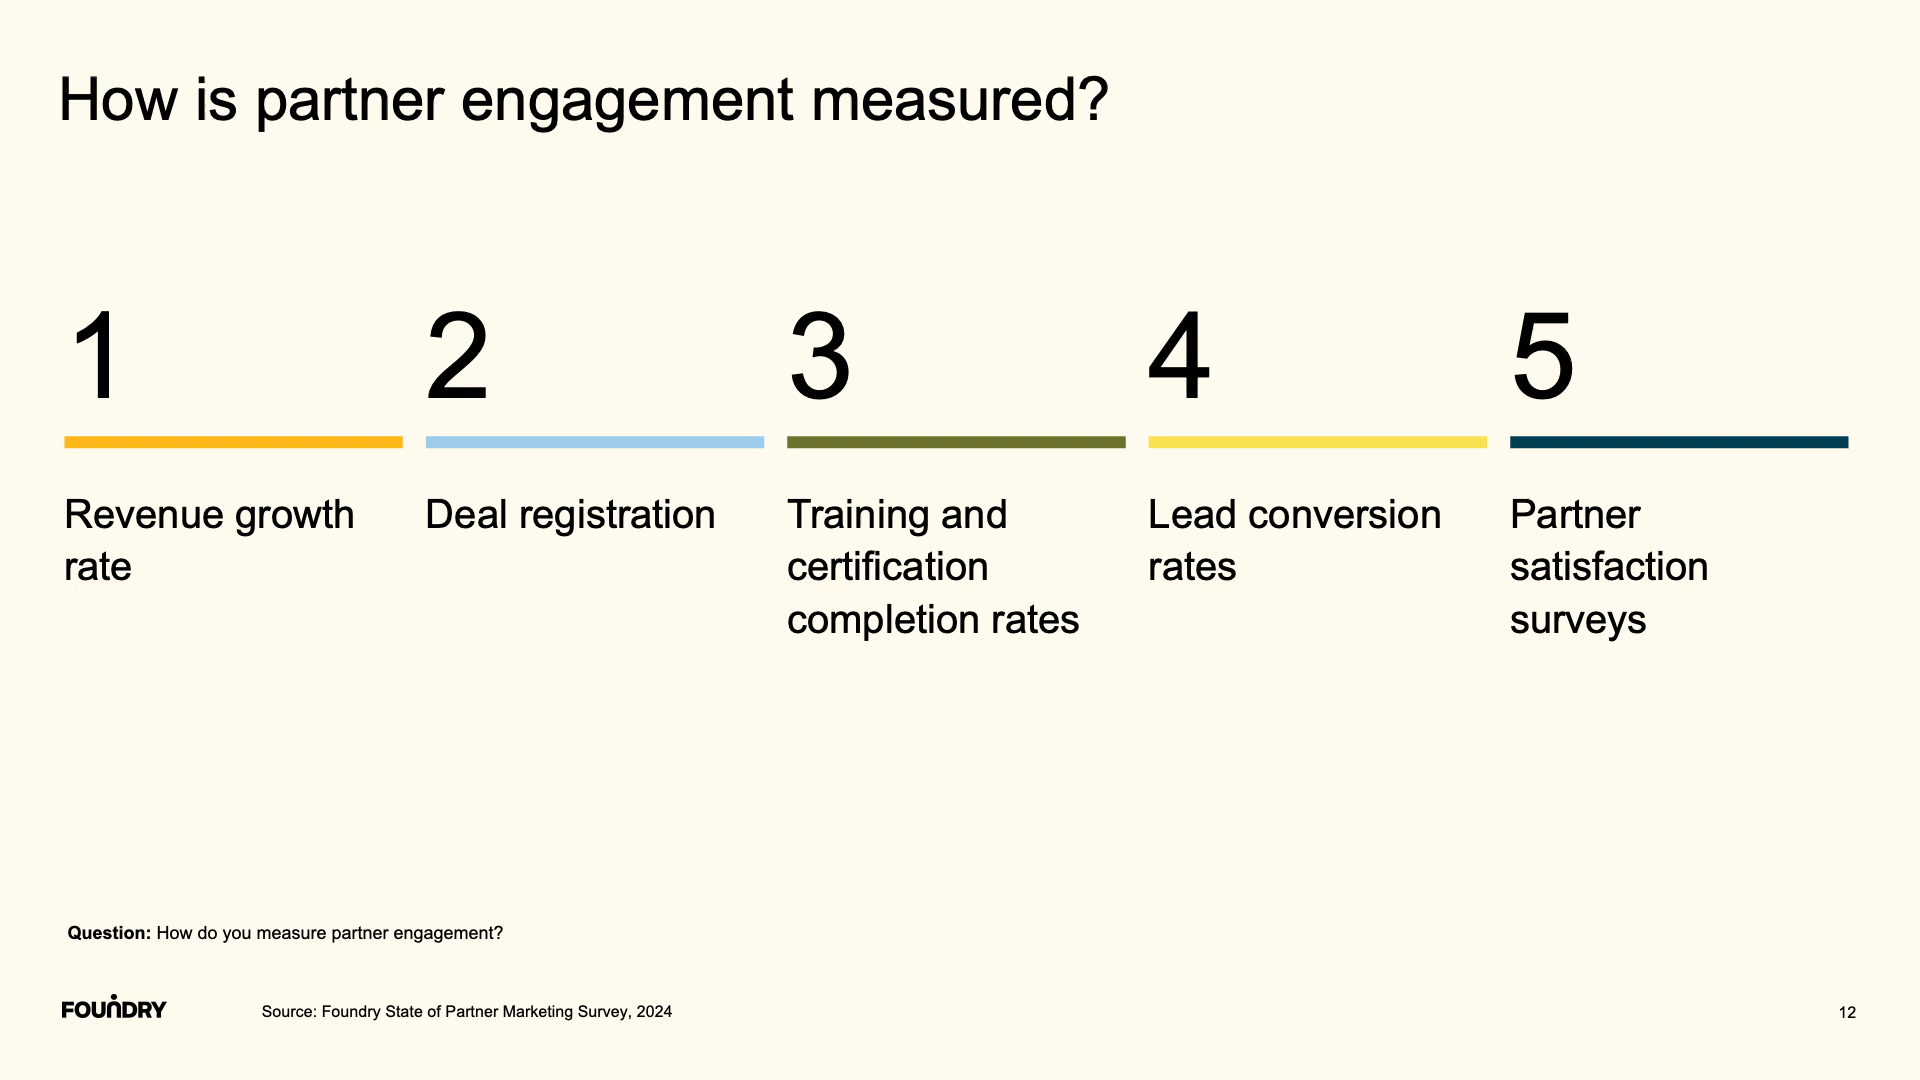 How is partner engagement measured?
1
2
3
4
5
Revenue growth
rate
Deal registration
Training and
certification
completion rates
Lead conversion
rates
Partner
satisfaction
surveys
Question: How do you measure partner engagement?
FOUNDRY
Source: Foundry State of Partner Marketing Survey, 2024
12